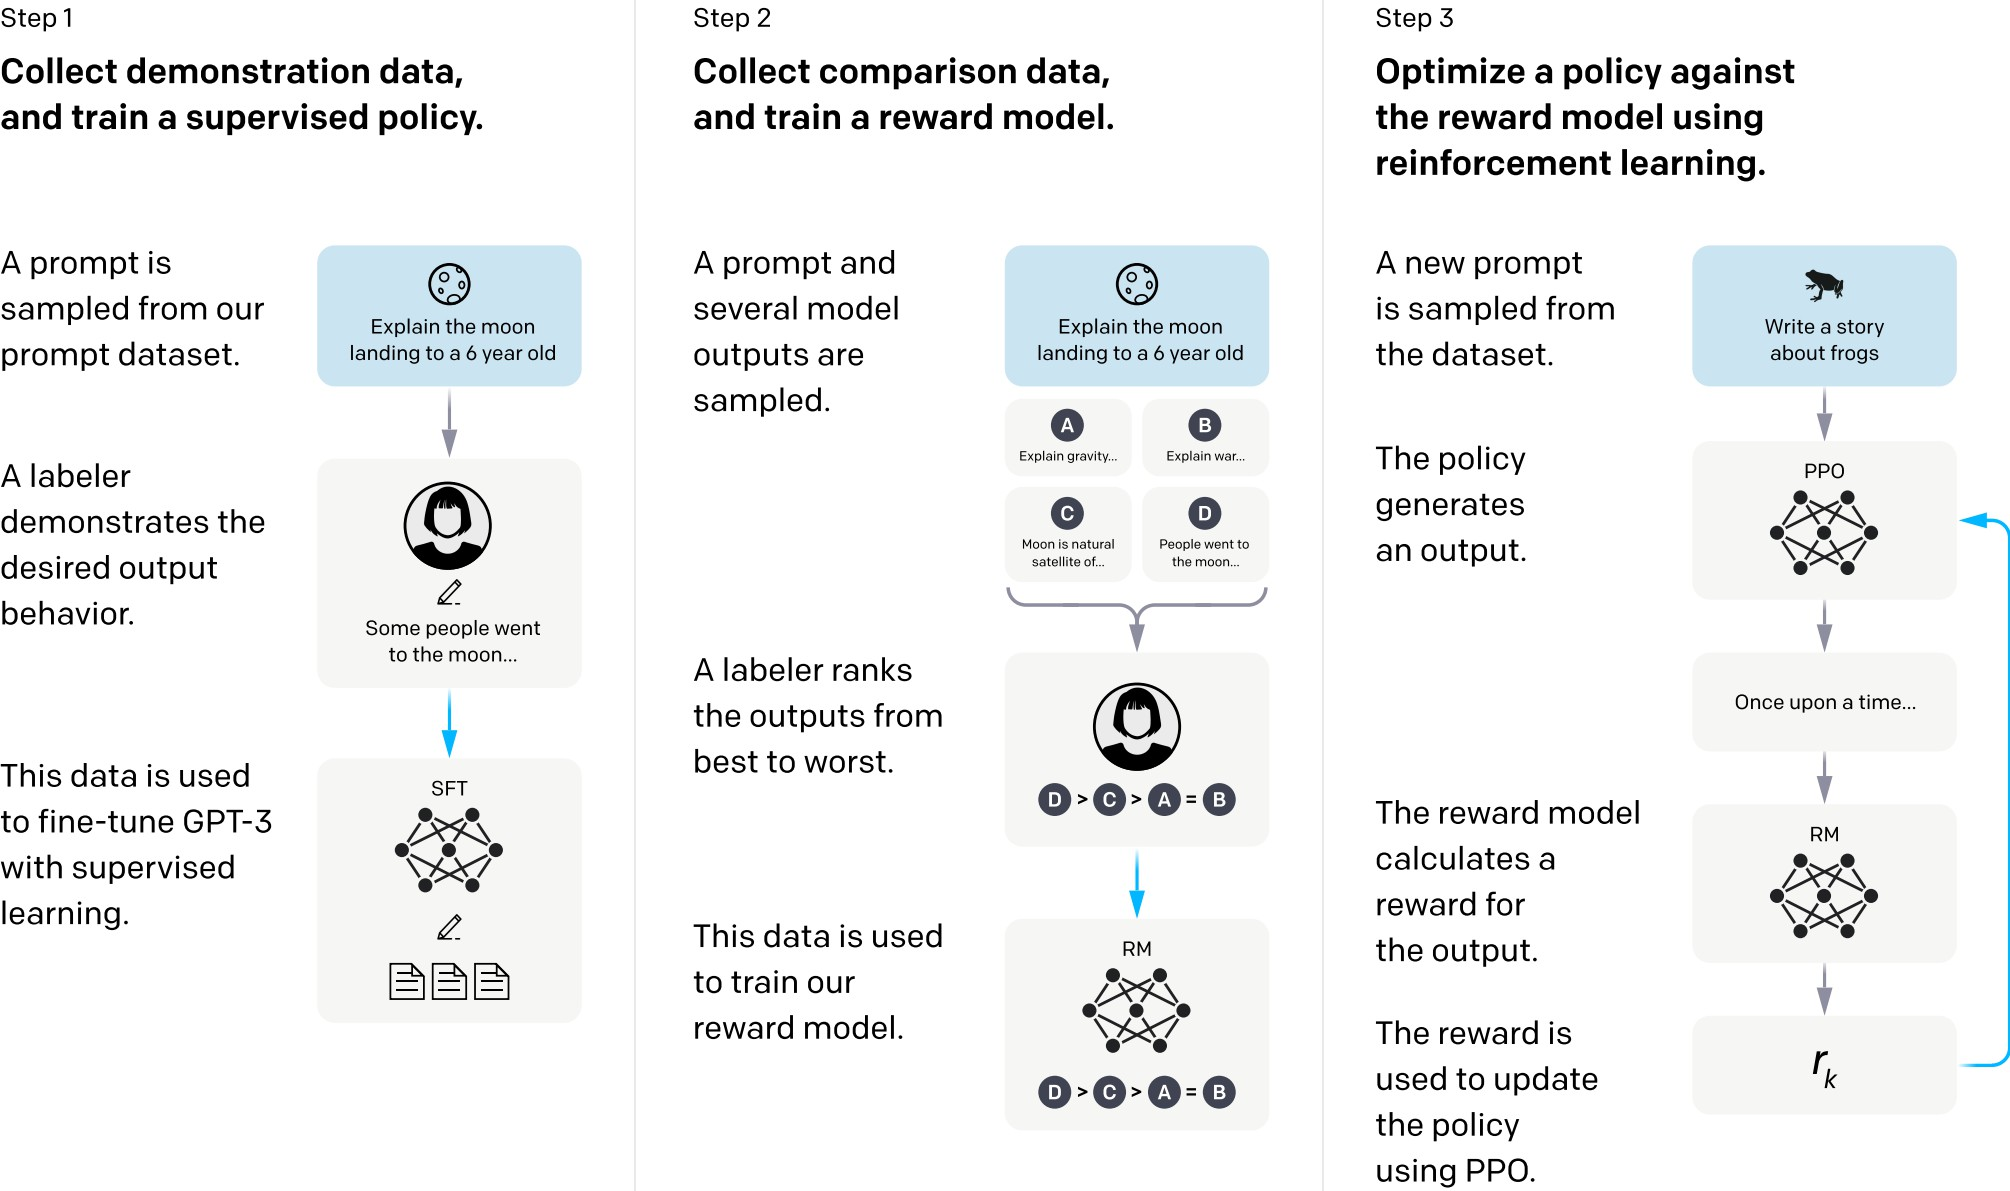 Step 1
Collect demonstration data,
and train a supervised policy.
A prompt is
sampled from our
prompt dataset.
Explain the moon
landing to a 6 year old
A labeler
demonstrates the
desired output
behavior.
Some people went
to the moon...
This data is used
to fine-tune GPT-3
with supervised
learning.
SFT
Step 2
Collect comparison data,
and train a reward model.
A prompt and
several model
outputs are
sampled.
Explain the moon
landing to a 6 year old
A
Explain gravity...
B
Explain war...
C
Moon is natural
satellite of...
D
People went to
the moon...
A labeler ranks
the outputs from
best to worst.
D > C > A = B
This data is used
to train our
reward model.
RM
D > C > A = B
Step 3
Optimize a policy against
the reward model using
reinforcement learning.
A new prompt
is sampled from
the dataset.
Write a story
about frogs
The policy
generates
an output.
PPO
Once upon a time...
The reward model
calculates a
reward for
the output.
RM
The reward is
used to update
the policy
using PPO.
r_k